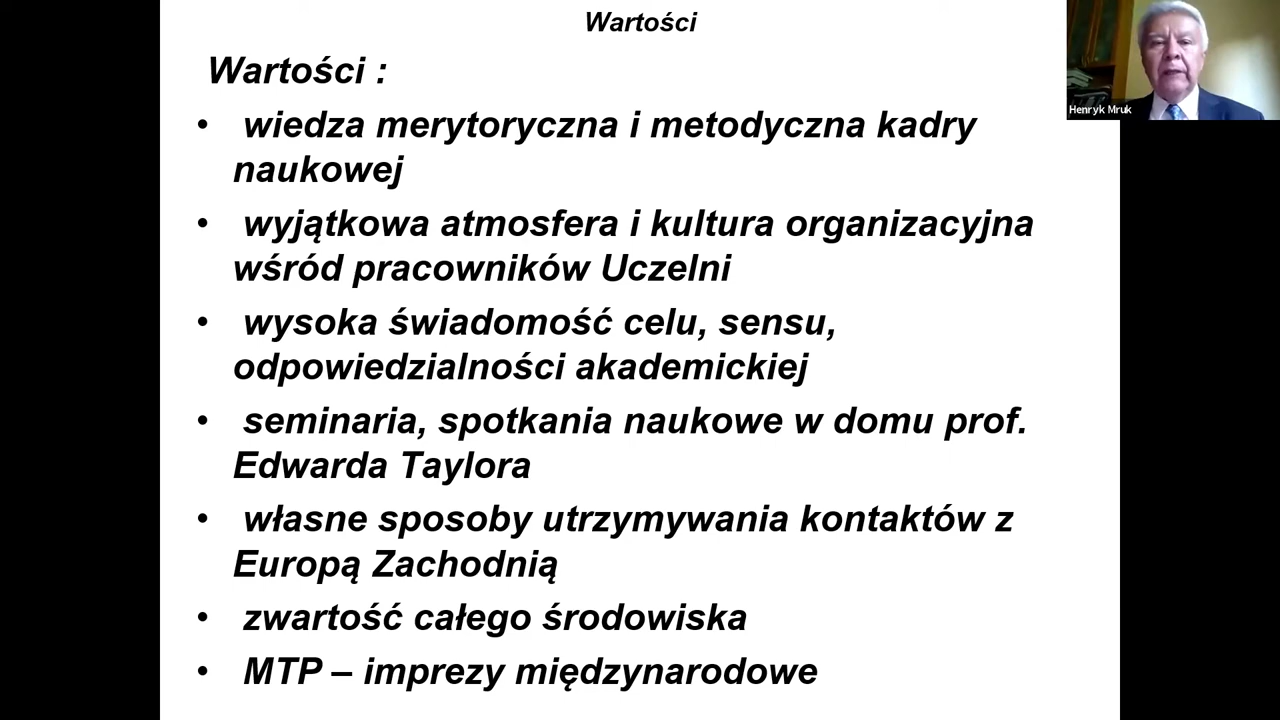 Wartości
Wartości :
• wiedza merytoryczna i metodyczna kadry
naukowej
• wyjątkowa atmosfera i kultura organizacyjna
wśród pracowników Uczelni
• wysoka świadomość celu, sensu,
odpowiedzialności akademickiej
• seminaria, spotkania naukowe w domu prof.
Edwarda Taylora
• własne sposoby utrzymywania kontaktów z
Europą Zachodnią
• zwartość całego środowiska
• MTP – imprezy międzynarodowe
Henryk Mruk